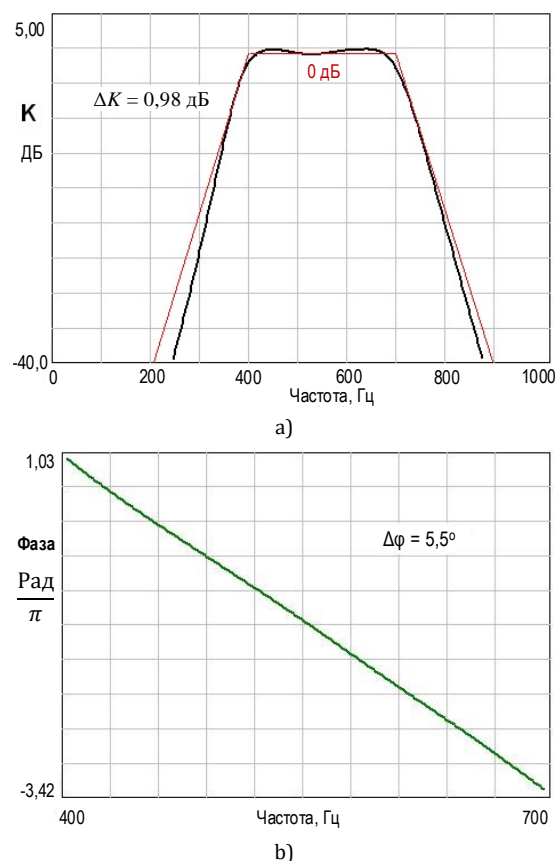 5,00
0 дБ
ΔK = 0,98 дБ
K
ДБ
-40,0
0 200 400 600 800 1000
Частота, Гц
a)
1,03
Δφ = 5,5º
Фаза
Рад
π
-3,42
400 Частота, Гц 700
b)